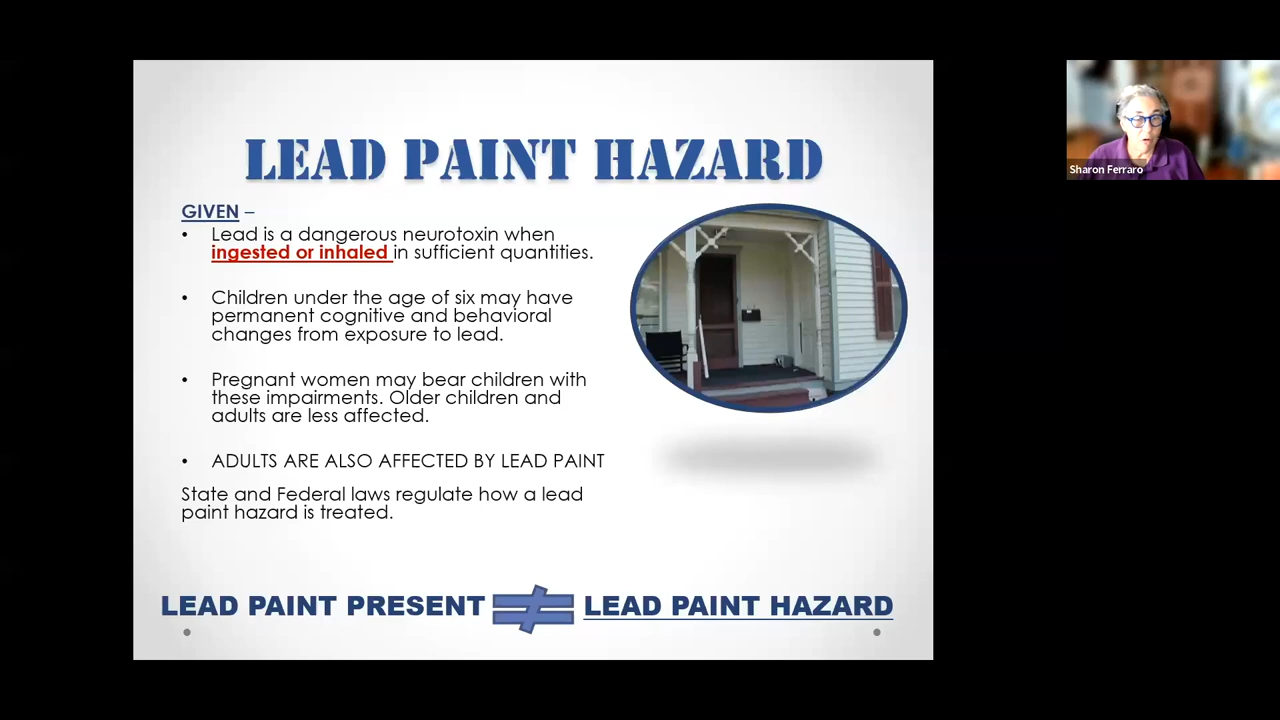 LEAD PAINT HAZARD
GIVEN –
• Lead is a dangerous neurotoxin when
ingested or inhaled in sufficient quantities.
• Children under the age of six may have
permanent cognitive and behavioral
changes from exposure to lead.
• Pregnant women may bear children with
these impairments. Older children and
adults are less affected.
• ADULTS ARE ALSO AFFECTED BY LEAD PAINT
State and Federal laws regulate how a lead
paint hazard is treated.
LEAD PAINT PRESENT ≠ LEAD PAINT HAZARD
Sharon Ferraro